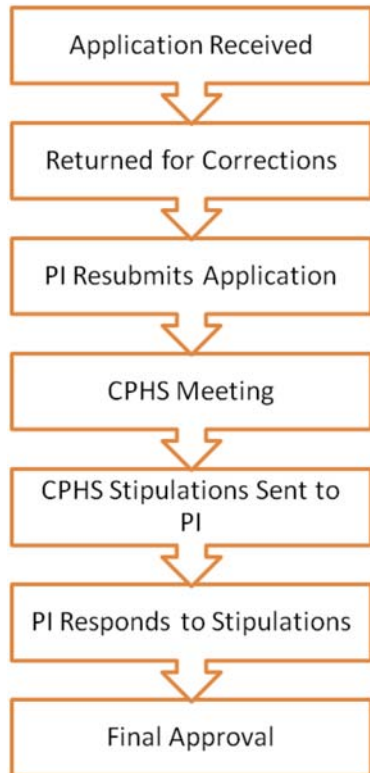 Application Received
Returned for Corrections
PI Resubmits Application
CPHS Meeting
CPHS Stipulations Sent to
PI
PI Responds to Stipulations
Final Approval